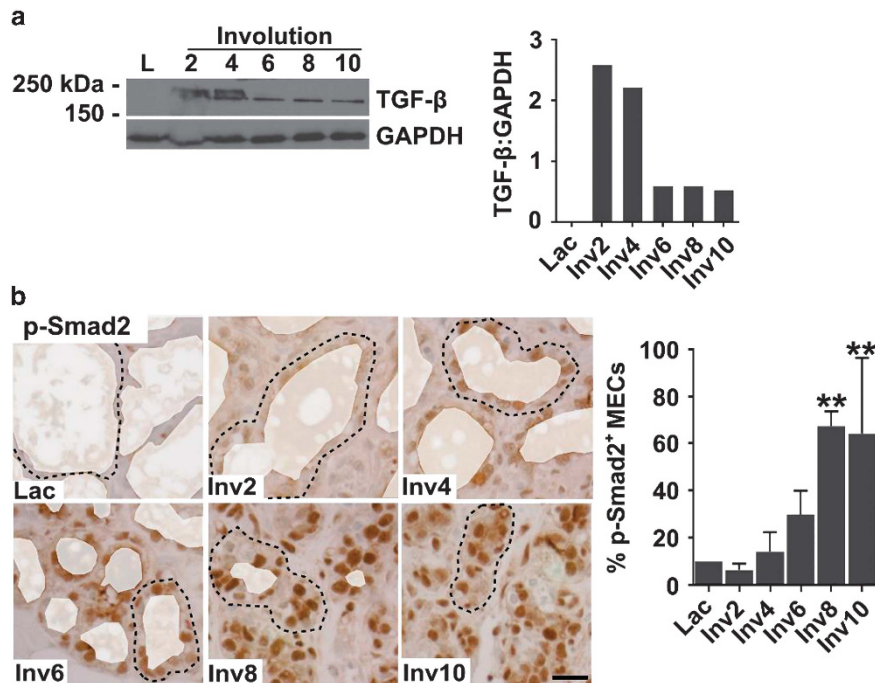 a
Involution
L 2 4 6 8 10
250 kDa -
150 -
TGF-β
GAPDH
TGF-β:GAPDH
3
2
1
0
Lac Inv2 Inv4 Inv6 Inv8 Inv10
b
p-Smad2
Lac
Inv2
Inv4
Inv6
Inv8
Inv10
% p-Smad2⁺ MECs
100
80
60
40
20
0
** **
Lac Inv2 Inv4 Inv6 Inv8 Inv10